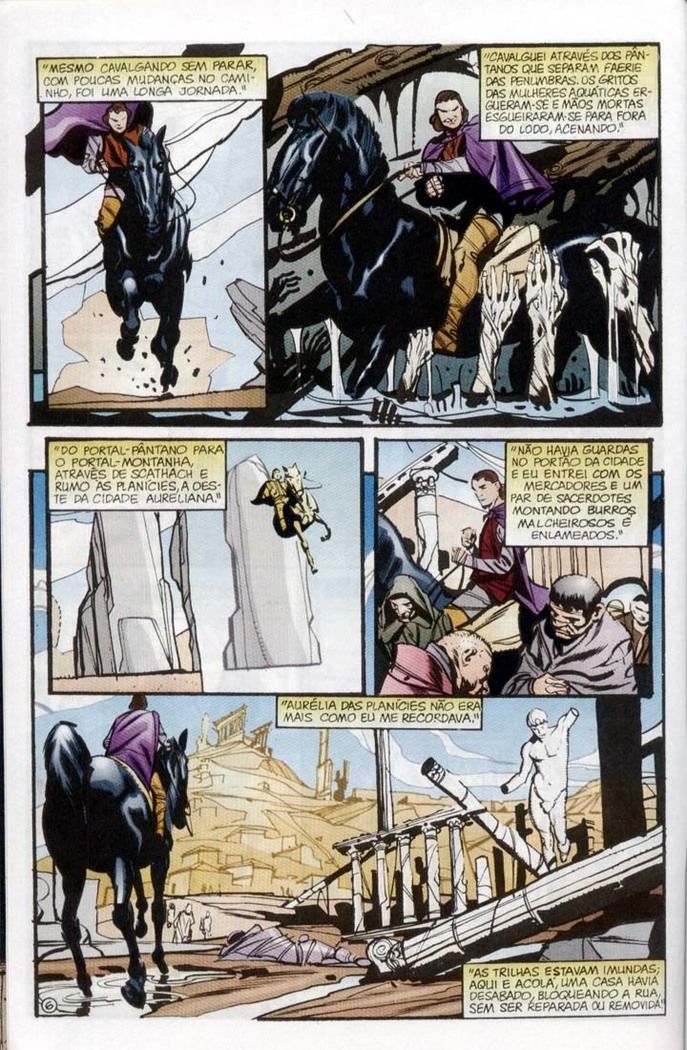 "MESMO CAVALGANDO SEM PARAR,
COM POUCAS MUDANÇAS NO CAMI-
NHO, FOI UMA LONGA JORNADA."
"CAVALGUEI ATRAVÉS DOS PÂN-
TANOS QUE SEPARAM FAERIE
DAS PENUMBRAS. OS GRITOS
DAS MULHERES AQUÁTICAS ER-
GUERAM-SE E MÃOS MORTAS
ESGUEIRARAM-SE PARA FORA
DO LODO, ACENANDO."
"DO PORTAL-PÂNTANO PARA
O PORTAL-MONTANHA,
ATRAVÉS DE SCATHACH E
RUMO AS PLANÍCIES, A OES-
TE DA CIDADE AURELIANA."
"NÃO HAVIA GUARDAS
NO PORTÃO DA CIDADE
E EU ENTREI COM OS
MERCADORES E UM
PAR DE SACERDOTES
MONTANDO BURROS
MALCHEIROSOS E
ENLAMEADOS."
"AURÉLIA DAS PLANÍCIES NÃO ERA
MAIS COMO EU ME RECORDAVA."
"AS TRILHAS ESTAVAM IMUNDAS;
AQUI E ACOLÁ, UMA CASA HAVIA
DESABADO, BLOQUEANDO A RUA,
SEM SER REPARADA OU REMOVIDA."
6